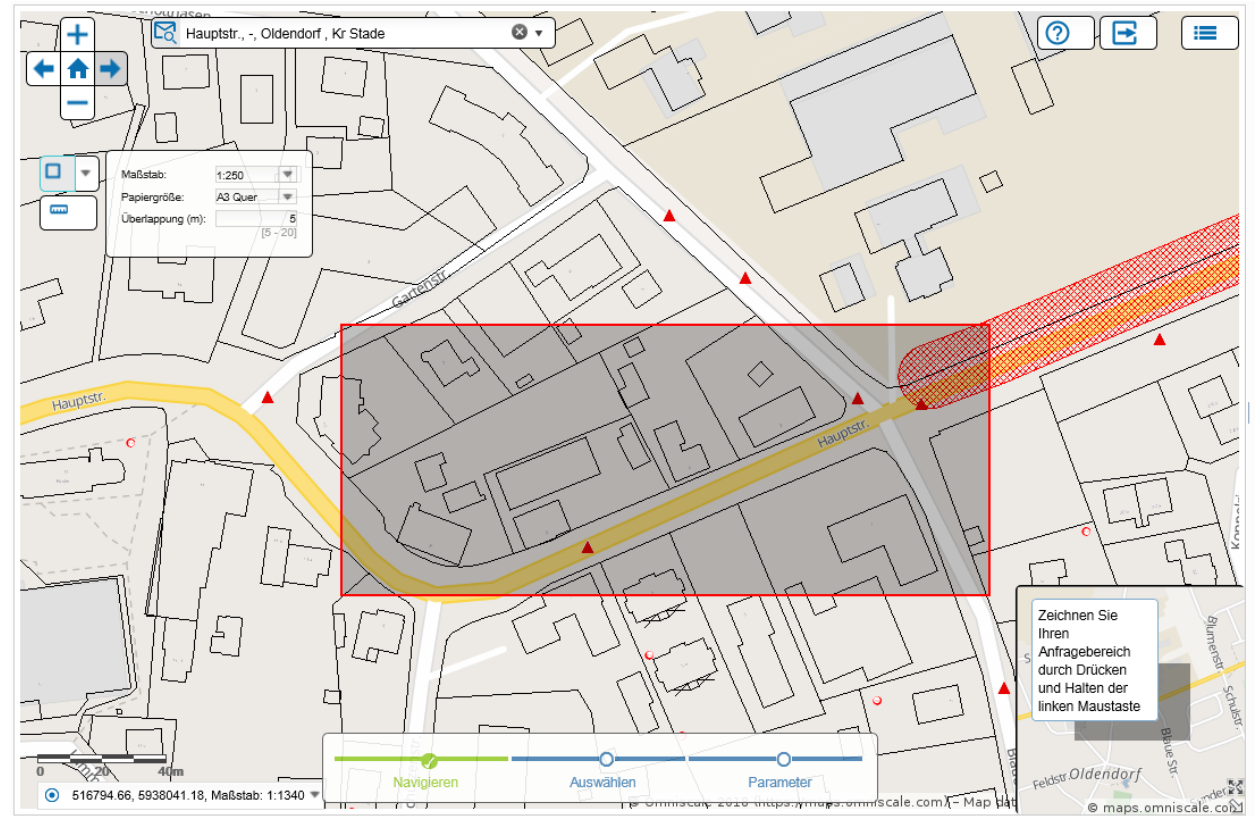 Hauptstr., -, Oldendorf , Kr Stade
Maßstab:
1:250
Papiergröße:
A3 Quer
Überlappung (m):
5
[5 - 20]
Gartenstr.
Hauptstr.
Hauptstr.
Zeichnen Sie
Ihren
Anfragebereich
durch Drücken
und Halten der
linken Maustaste
Blumenstr.
Schulstr.
Blaue Str.
Feldstr.
Oldendorf
© maps.omniscale.com
0 20 40m
Navigieren
Auswählen
Parameter
516794.66, 5938041.18, Maßstab: 1:1340